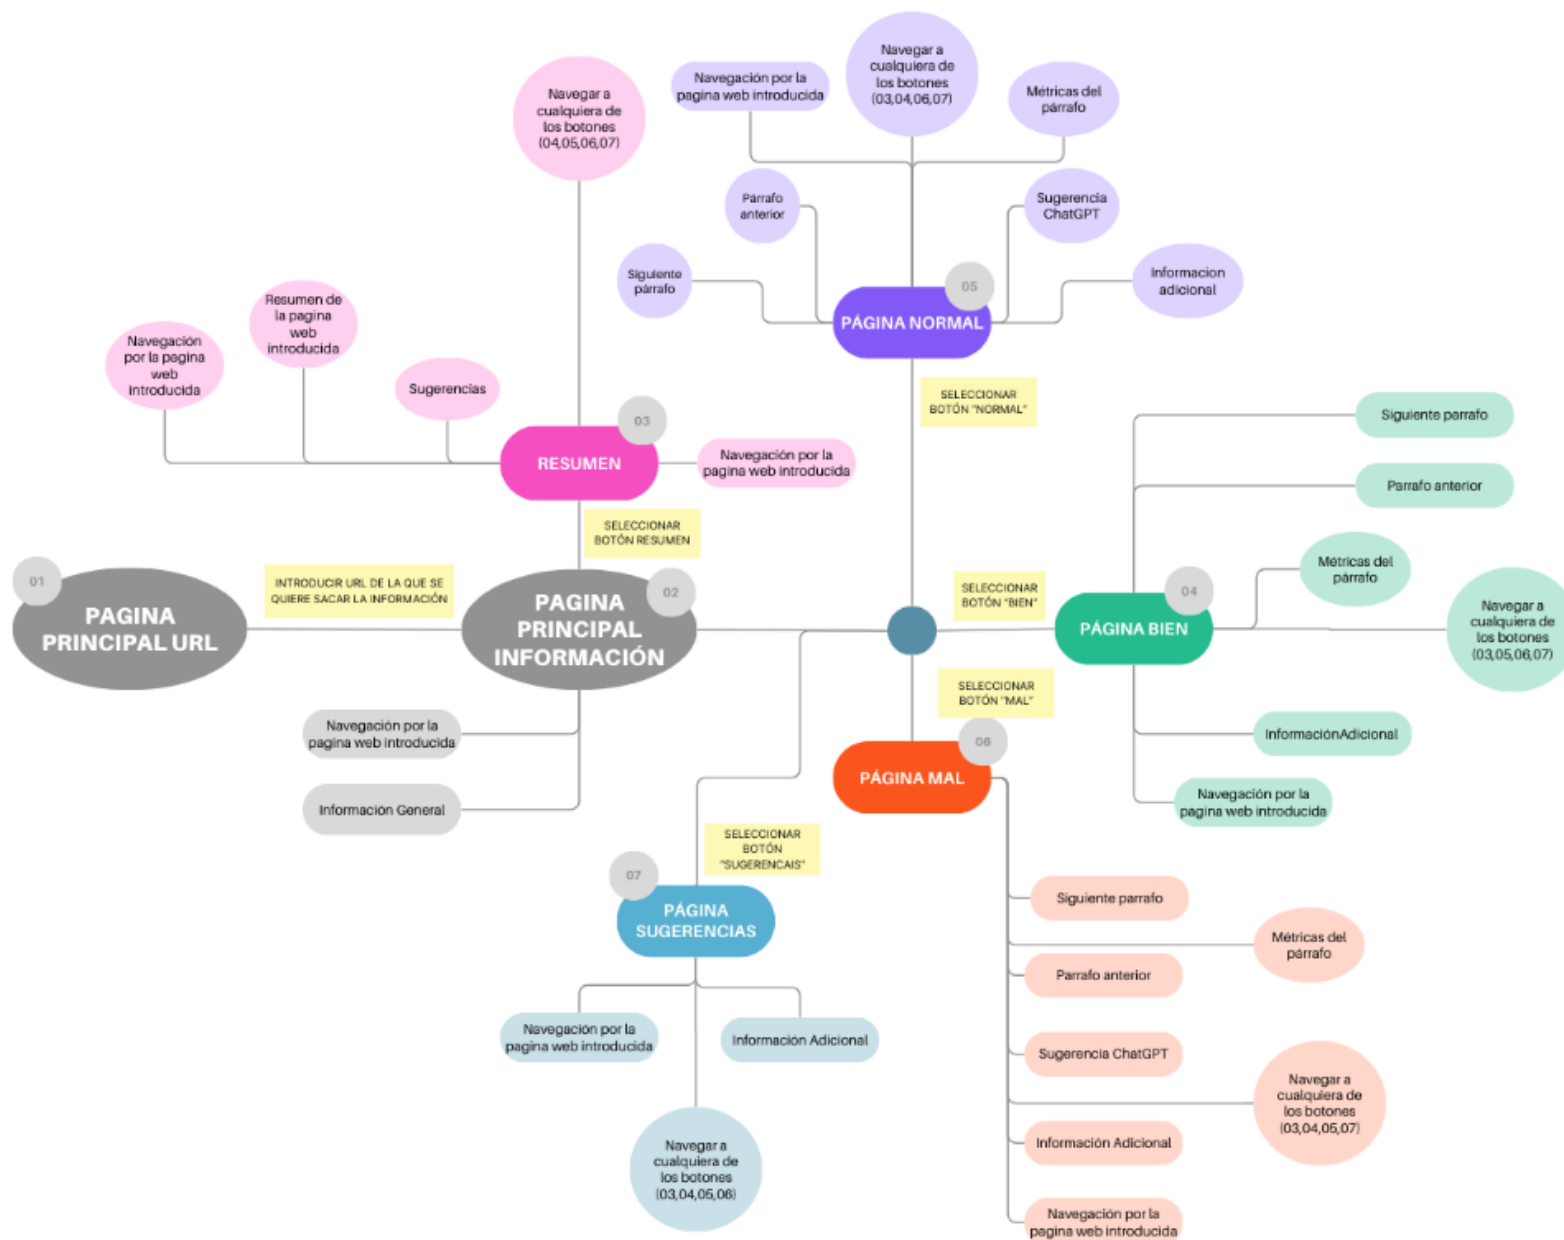 Navegar a
cualquiera de
los botones
(04,05,06,07)
Navegación por la
pagina web introducida
Navegar a
cualquiera de
los botones
(03,04,06,07)
Métricas del
párrafo
Párrafo
anterior
Sugerencia
ChatGPT
Siguiente
párrafo
Informacion
adicional
05
PÁGINA NORMAL
Navegación
por la pagina
web
introducida
Resumen de
la pagina
web
introducida
Sugerencias
03
RESUMEN
Navegación por la
pagina web introducida
SELECCIONAR
BOTÓN "NORMAL"
SELECCIONAR
BOTÓN RESUMEN
01
PAGINA
PRINCIPAL URL
INTRODUCIR URL DE LA QUE SE
QUIERE SACAR LA INFORMACIÓN
02
PAGINA
PRINCIPAL
INFORMACIÓN
Navegación por la
pagina web introducida
Información General
SELECCIONAR
BOTÓN "BIEN"
04
PÁGINA BIEN
Siguiente parrafo
Parrafo anterior
Métricas del
párrafo
Navegar a
cualquiera de
los botones
(03,05,06,07)
InformaciónAdicional
Navegación por la
pagina web introducida
SELECCIONAR
BOTÓN "MAL"
06
PÁGINA MAL
Siguiente parrafo
Métricas del
párrafo
Parrafo anterior
Sugerencia ChatGPT
Navegar a
cualquiera de
los botones
(03,04,05,07)
Información Adicional
Navegación por la
pagina web introducida
SELECCIONAR
BOTÓN
"SUGERENCAIS"
07
PÁGINA
SUGERENCIAS
Navegación por la
pagina web introducida
Información Adicional
Navegar a
cualquiera de
los botones
(03,04,05,06)